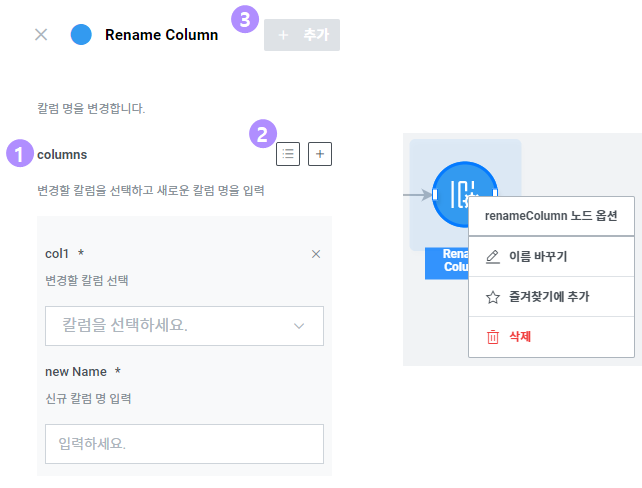 3
Rename Column
+ 추가
칼럼 명을 변경합니다.
2
1
columns
변경할 칼럼을 선택하고 새로운 칼럼 명을 입력
col1 *
변경할 칼럼 선택
칼럼을 선택하세요.
new Name *
신규 칼럼 명 입력
입력하세요.
renameColumn 노드 옵션
Rena
Colu
이름 바꾸기
즐겨찾기에 추가
삭제